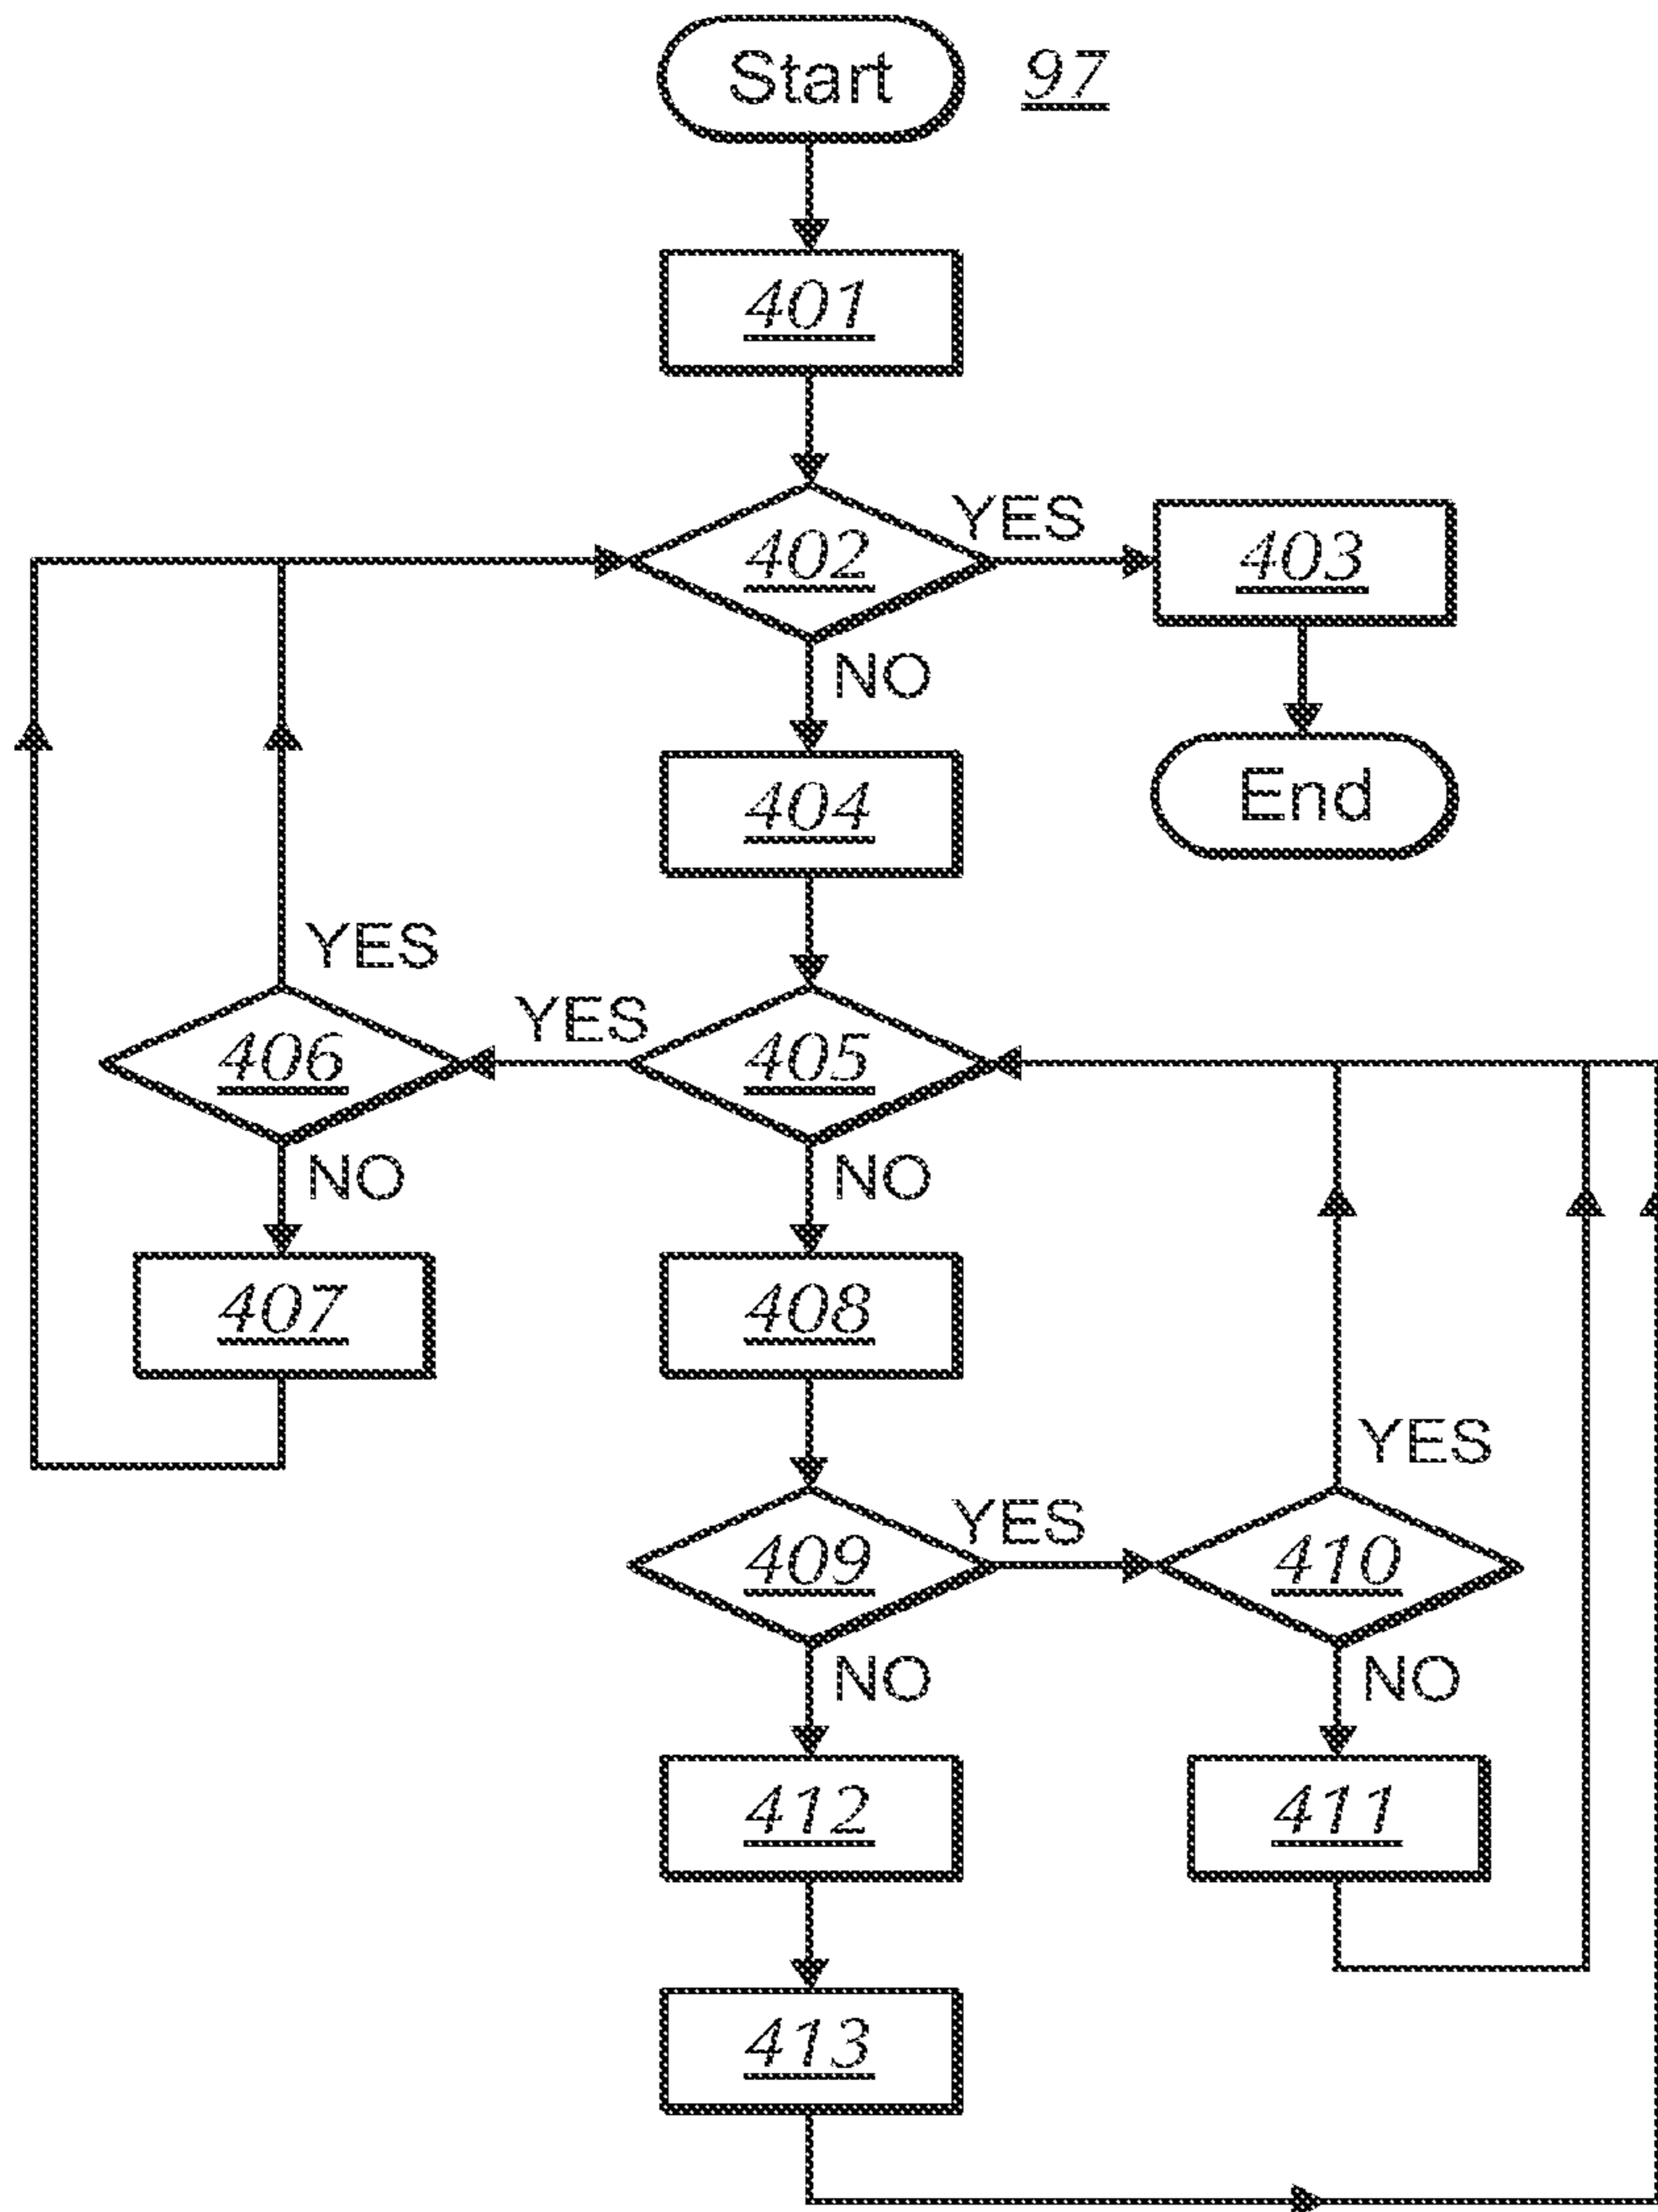 Start 97
401
402 YES 403
NO
404 End
YES
406 YES 405
NO NO
407 408
YES
409 YES 410
NO NO
412 411
413